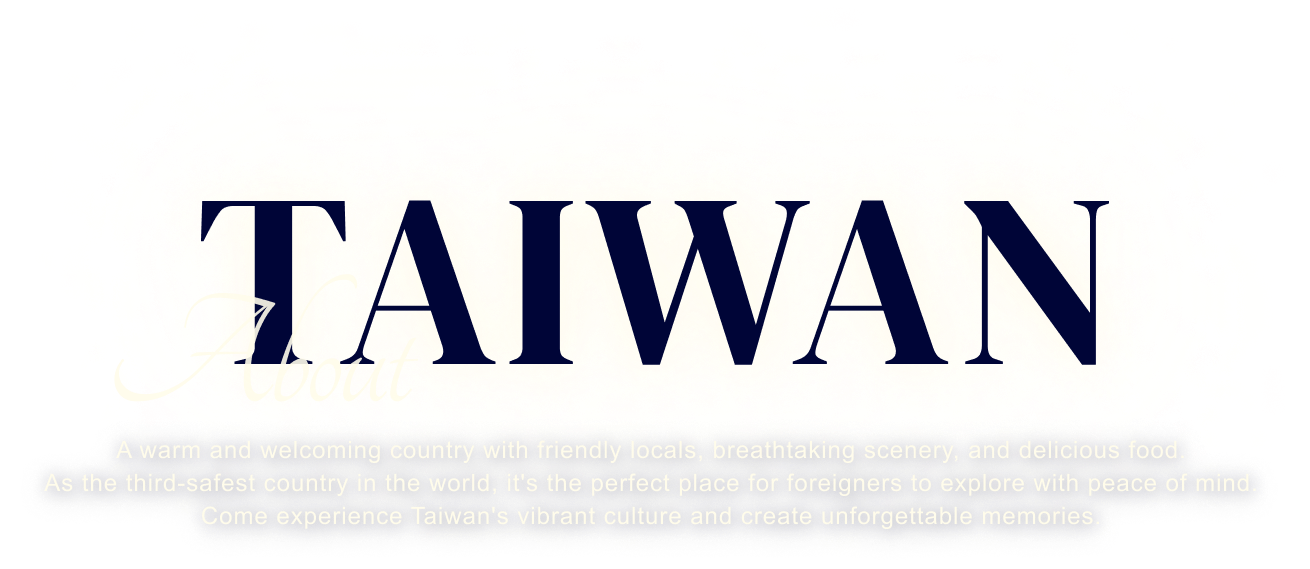 TAIWAN
About
A warm and welcoming country with friendly locals, breathtaking scenery, and delicious food.
As the third-safest country in the world, it's the perfect place for foreigners to explore with peace of mind.
Come experience Taiwan's vibrant culture and create unforgettable memories.